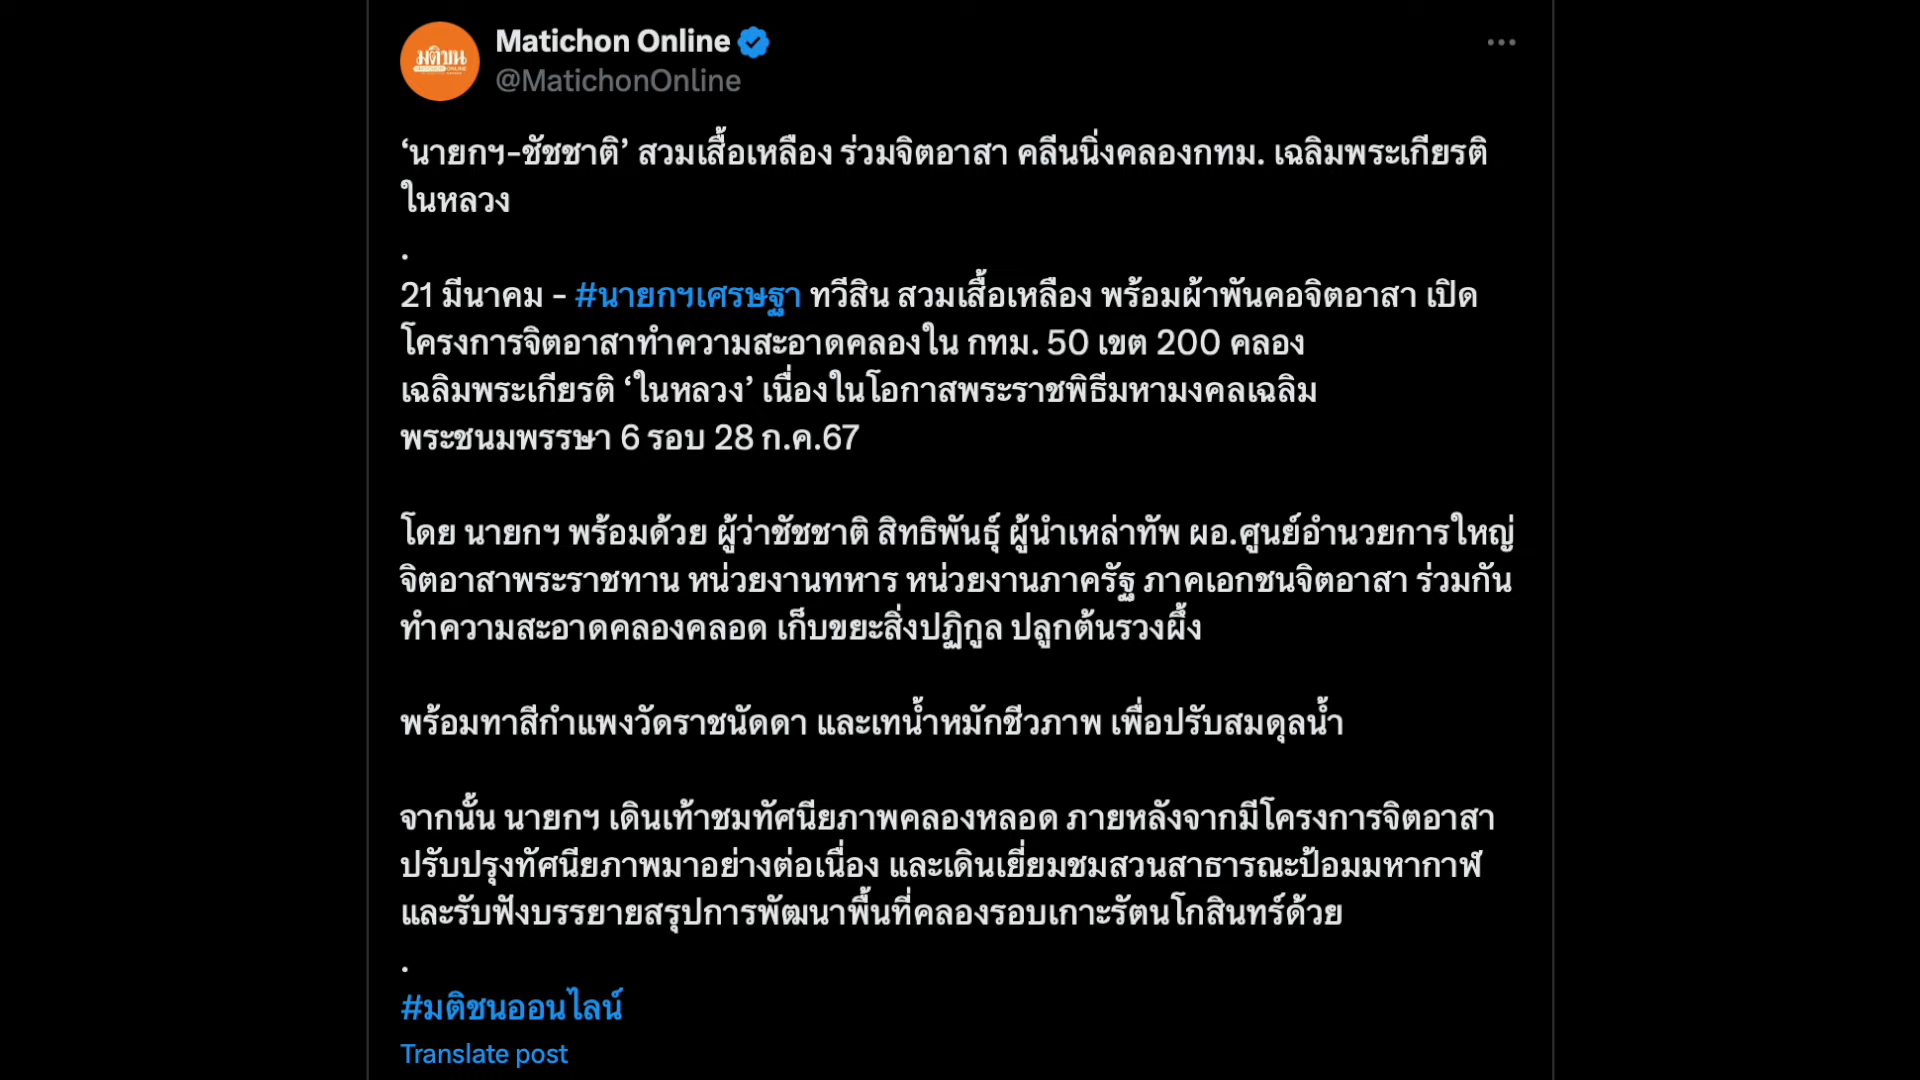 มติชน
Matichon Online
@MatichonOnline
‘นายกฯ-ชัชชาติ’ สวมเสื้อเหลือง ร่วมจิตอาสา คลีนนิ่งคลองกทม. เฉลิมพระเกียรติ
ในหลวง
.
21 มีนาคม - #นายกฯเศรษฐา ทวีสิน สวมเสื้อเหลือง พร้อมผ้าพันคอจิตอาสา เปิด
โครงการจิตอาสาทำความสะอาดคลองใน กทม. 50 เขต 200 คลอง
เฉลิมพระเกียรติ ‘ในหลวง’ เนื่องในโอกาสพระราชพิธีมหามงคลเฉลิม
พระชนมพรรษา 6 รอบ 28 ก.ค.67
โดย นายกฯ พร้อมด้วย ผู้ว่าชัชชาติ สิทธิพันธุ์ ผู้นำเหล่าทัพ ผอ.ศูนย์อำนวยการใหญ่
จิตอาสาพระราชทาน หน่วยงานทหาร หน่วยงานภาครัฐ ภาคเอกชนจิตอาสา ร่วมกัน
ทำความสะอาดคลองคลอด เก็บขยะสิ่งปฏิกูล ปลูกต้นรวงผึ้ง
พร้อมทาสีกำแพงวัดราชนัดดา และเทน้ำหมักชีวภาพ เพื่อปรับสมดุลน้ำ
จากนั้น นายกฯ เดินเท้าชมทัศนียภาพคลองหลอด ภายหลังจากมีโครงการจิตอาสา
ปรับปรุงทัศนียภาพมาอย่างต่อเนื่อง และเดินเยี่ยมชมสวนสาธารณะป้อมมหากาฬ
และรับฟังบรรยายสรุปการพัฒนาพื้นที่คลองรอบเกาะรัตนโกสินทร์ด้วย
.
#มติชนออนไลน์
Translate post